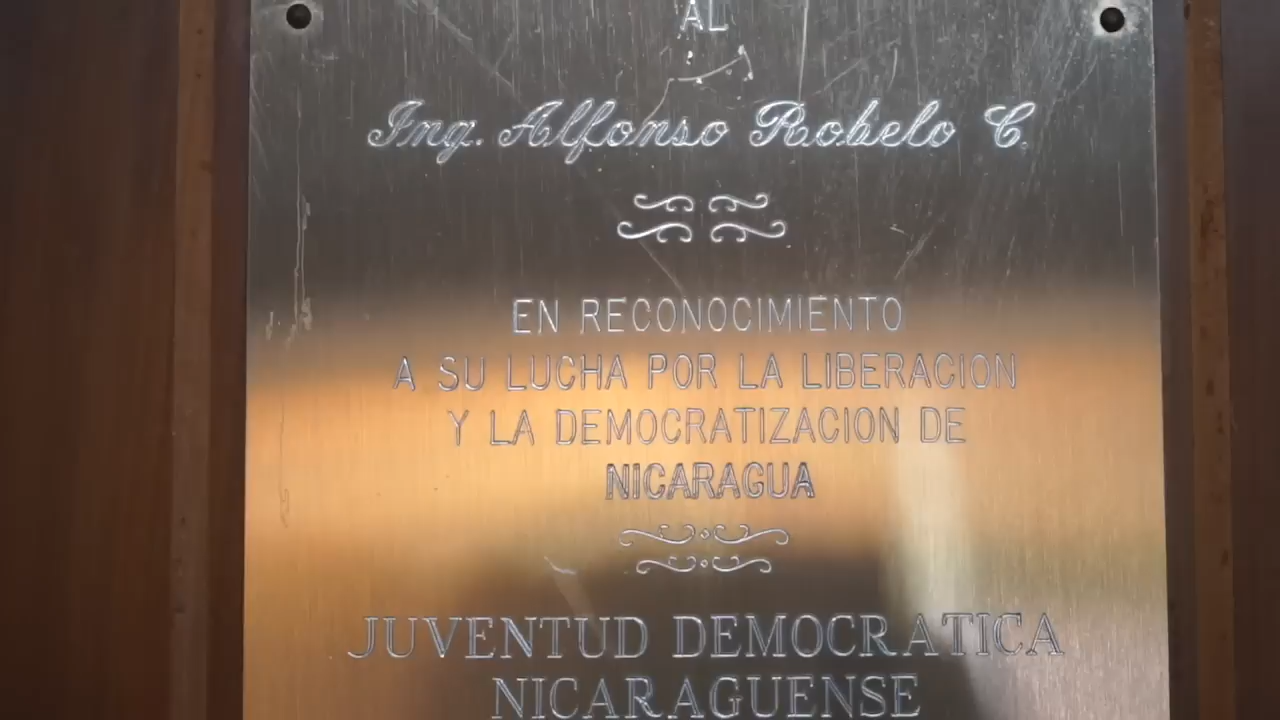 AL
Ing. Alfonso Robelo C.
EN RECONOCIMIENTO
A SU LUCHA POR LA LIBERACION
Y LA DEMOCRATIZACION DE
NICARAGUA
JUVENTUD DEMOCRATICA
NICARAGUENSE